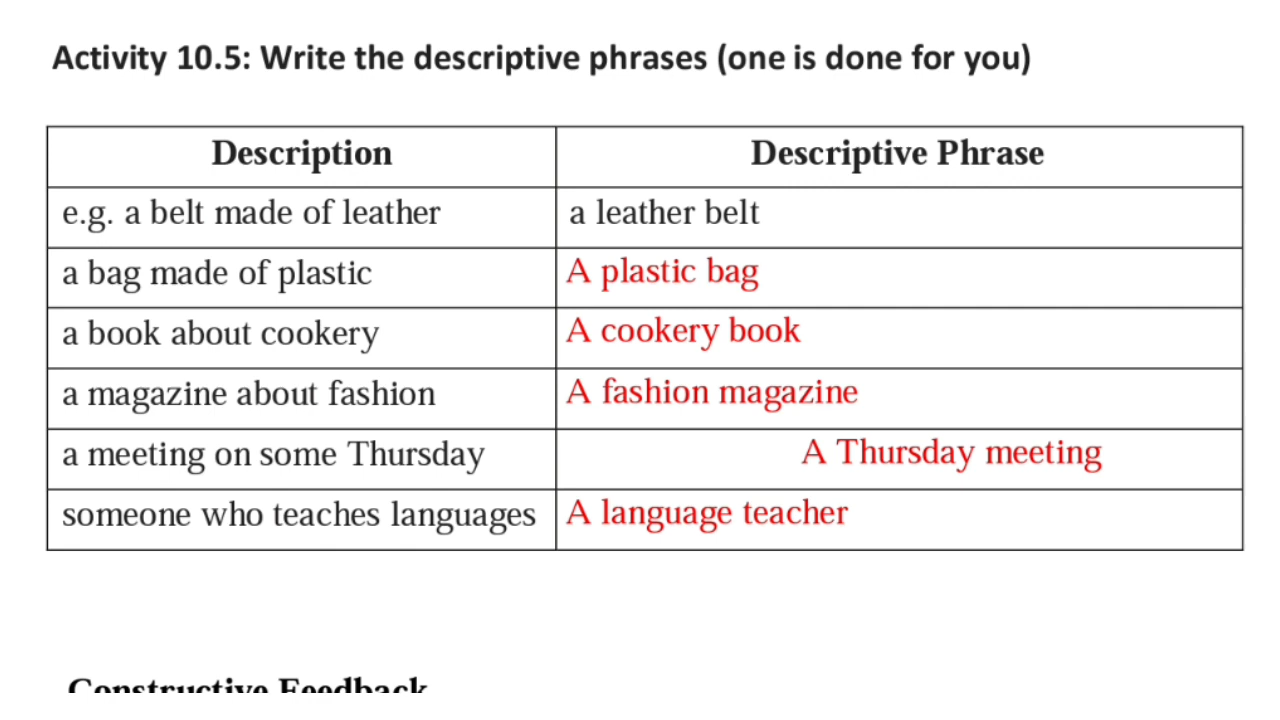 Activity 10.5: Write the descriptive phrases (one is done for you)
Description Descriptive Phrase
e.g. a belt made of leather a leather belt
a bag made of plastic A plastic bag
a book about cookery A cookery book
a magazine about fashion A fashion magazine
a meeting on some Thursday A Thursday meeting
someone who teaches languages A language teacher
Constructive Feedback